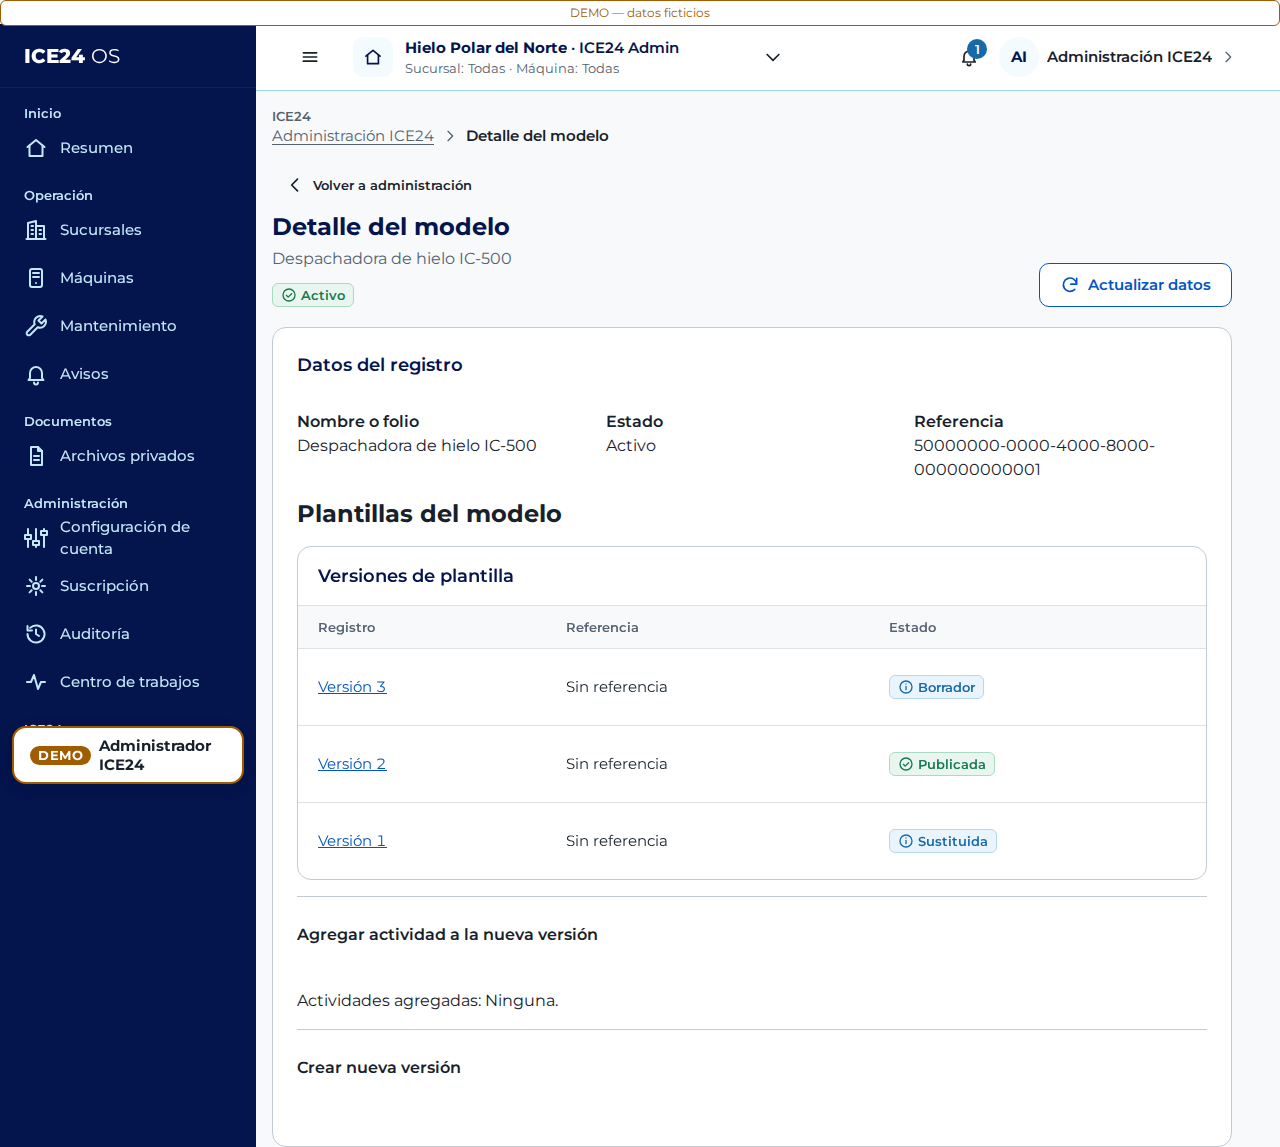 DEMO — datos ficticios
ICE24 OS
Inicio
Resumen
Operación
Sucursales
Máquinas
Mantenimiento
Avisos
Documentos
Archivos privados
Administración
Configuración de
cuenta
Suscripción
Auditoría
Centro de trabajos
DEMO Administrador
ICE24
Hielo Polar del Norte · ICE24 Admin
Sucursal: Todas · Máquina: Todas
1
AI Administración ICE24
ICE24
Administración ICE24 Detalle del modelo
Volver a administración
Detalle del modelo
Despachadora de hielo IC-500
Activo
Actualizar datos
Datos del registro
Nombre o folio
Despachadora de hielo IC-500
Estado
Activo
Referencia
50000000-0000-4000-8000-
000000000001
Plantillas del modelo
Versiones de plantilla
Registro Referencia Estado
Versión 3 Sin referencia Borrador
Versión 2 Sin referencia Publicada
Versión 1 Sin referencia Sustituida
Agregar actividad a la nueva versión
Actividades agregadas: Ninguna.
Crear nueva versión